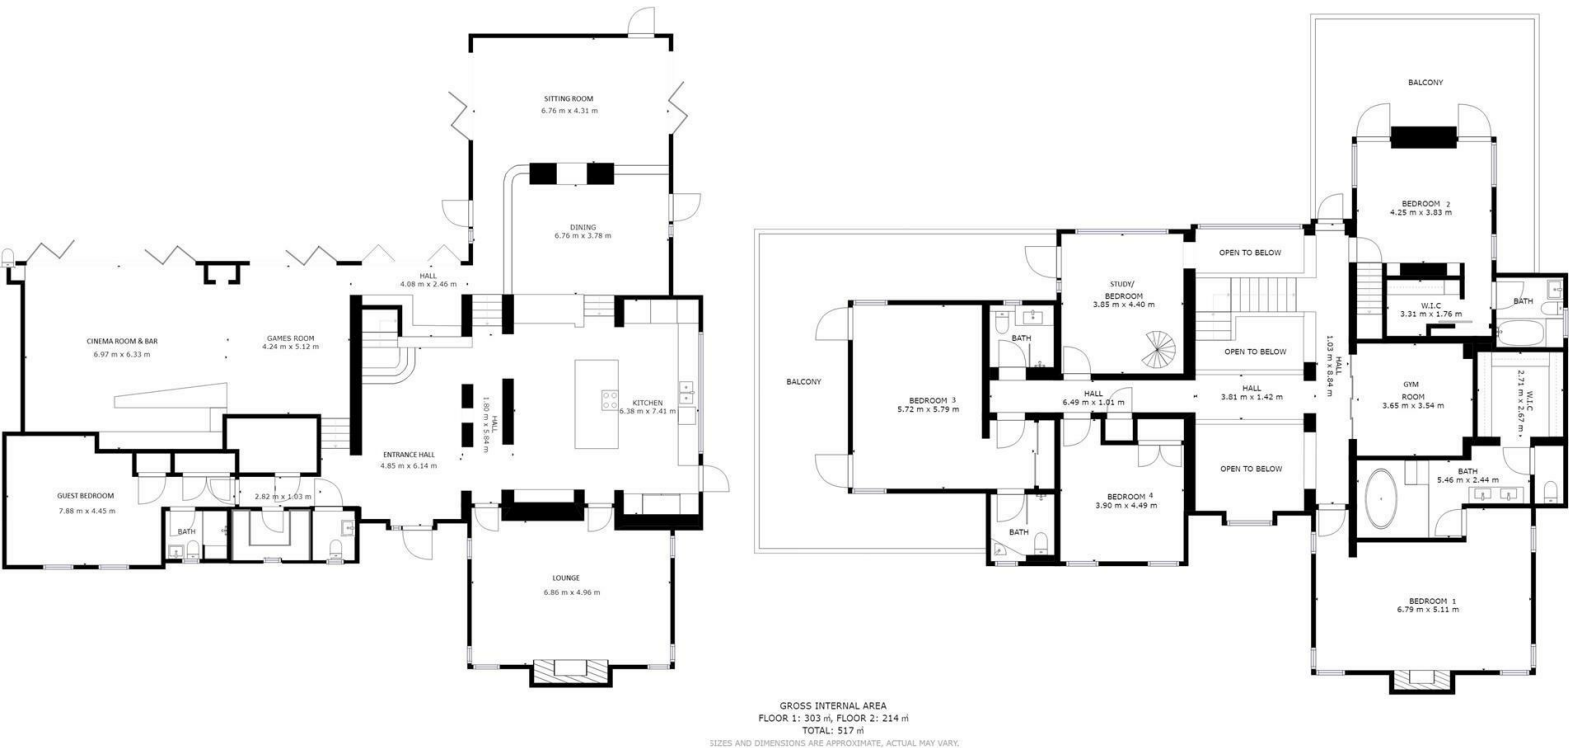 SITTING ROOM
6.76 m x 4.31 m
DINING
6.76 m x 3.78 m
HALL
4.08 m x 2.46 m
CINEMA ROOM & BAR
6.97 m x 6.33 m
GAMES ROOM
4.24 m x 5.12 m
KITCHEN
6.38 m x 7.41 m
HALL
1.80 m x 5.84 m
ENTRANCE HALL
4.85 m x 6.14 m
GUEST BEDROOM
7.88 m x 4.45 m
2.82 m x 1.03 m
BATH
LOUNGE
6.86 m x 4.96 m
BALCONY
BEDROOM 2
4.25 m x 3.83 m
OPEN TO BELOW
STUDY/
BEDROOM
3.85 m x 4.40 m
W.I.C
3.31 m x 1.76 m
BATH
BATH
OPEN TO BELOW
HALL
1.03 m x 8.84 m
BALCONY
BEDROOM 3
5.72 m x 5.79 m
HALL
6.49 m x 1.01 m
HALL
3.81 m x 1.42 m
GYM
ROOM
3.65 m x 3.54 m
W.I.C
2.71 m x 2.67 m
OPEN TO BELOW
BATH
5.46 m x 2.44 m
BEDROOM 4
3.90 m x 4.49 m
BATH
BEDROOM 1
6.79 m x 5.11 m
GROSS INTERNAL AREA
FLOOR 1: 303 ㎡, FLOOR 2: 214 ㎡
TOTAL: 517 ㎡
SIZES AND DIMENSIONS ARE APPROXIMATE, ACTUAL MAY VARY.